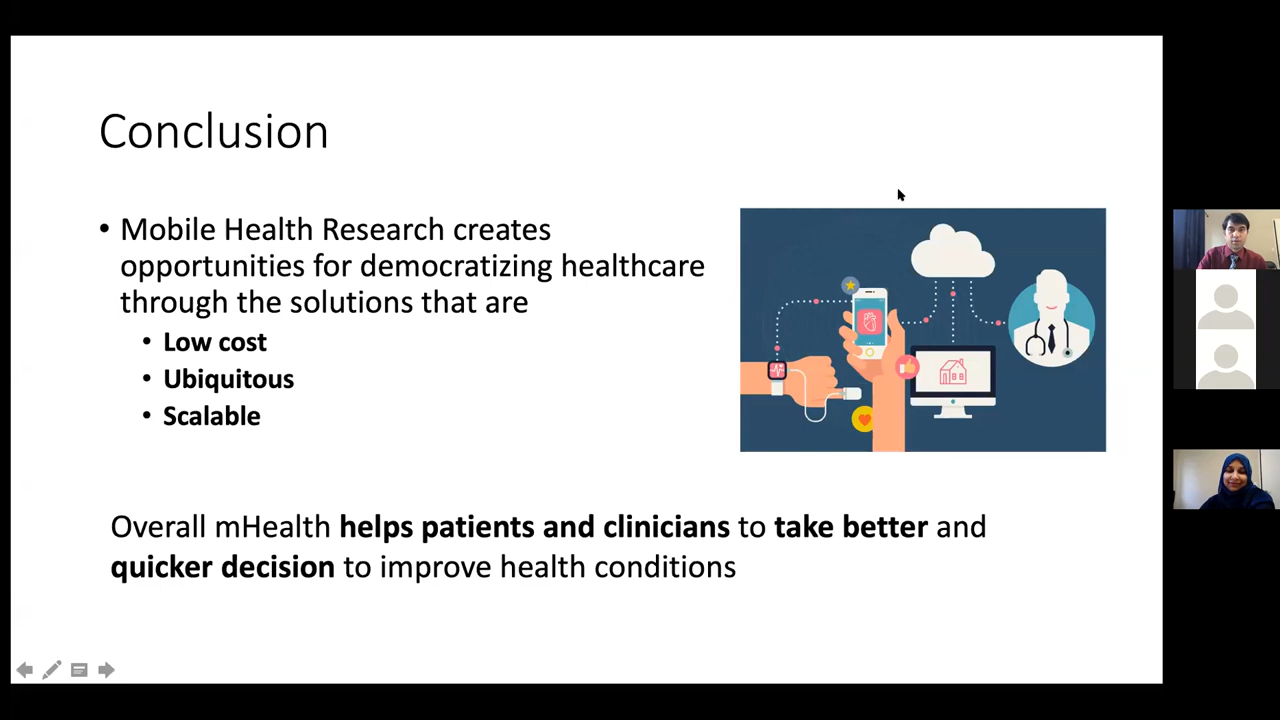 Conclusion
• Mobile Health Research creates
opportunities for democratizing healthcare
through the solutions that are
• Low cost
• Ubiquitous
• Scalable
Overall mHealth helps patients and clinicians to take better and
quicker decision to improve health conditions